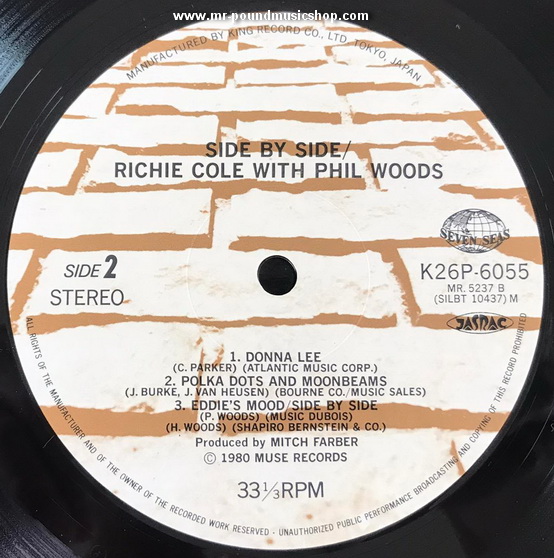 www.mr-poundmusicshop.com
MANUFACTURED BY KING RECORD CO., LTD, TOKYO, JAPAN
SIDE BY SIDE/
RICHIE COLE WITH PHIL WOODS
SEVEN SEAS
SIDE 2
STEREO
K26P-6055
MR. 5237 B
(SILBT 10437) M
JASRAC
1. DONNA LEE
(C. PARKER) (ATLANTIC MUSIC CORP.)
2. POLKA DOTS AND MOONBEAMS
(J. BURKE, J. VAN HEUSEN) (BOURNE CO./MUSIC SALES)
3. EDDIE'S MOOD/SIDE BY SIDE
(P. WOODS) (MUSIC DUBOIS)
(H. WOODS) (SHAPIRO BERNSTEIN & CO.)
Produced by MITCH FARBER
© 1980 MUSE RECORDS
33 1/3 RPM
ALL RIGHTS OF THE MANUFACTURER AND OF THE OWNER OF THE RECORDED WORK RESERVED · UNAUTHORIZED PUBLIC PERFORMANCE BROADCASTING AND COPYING OF THIS RECORD PROHIBITED